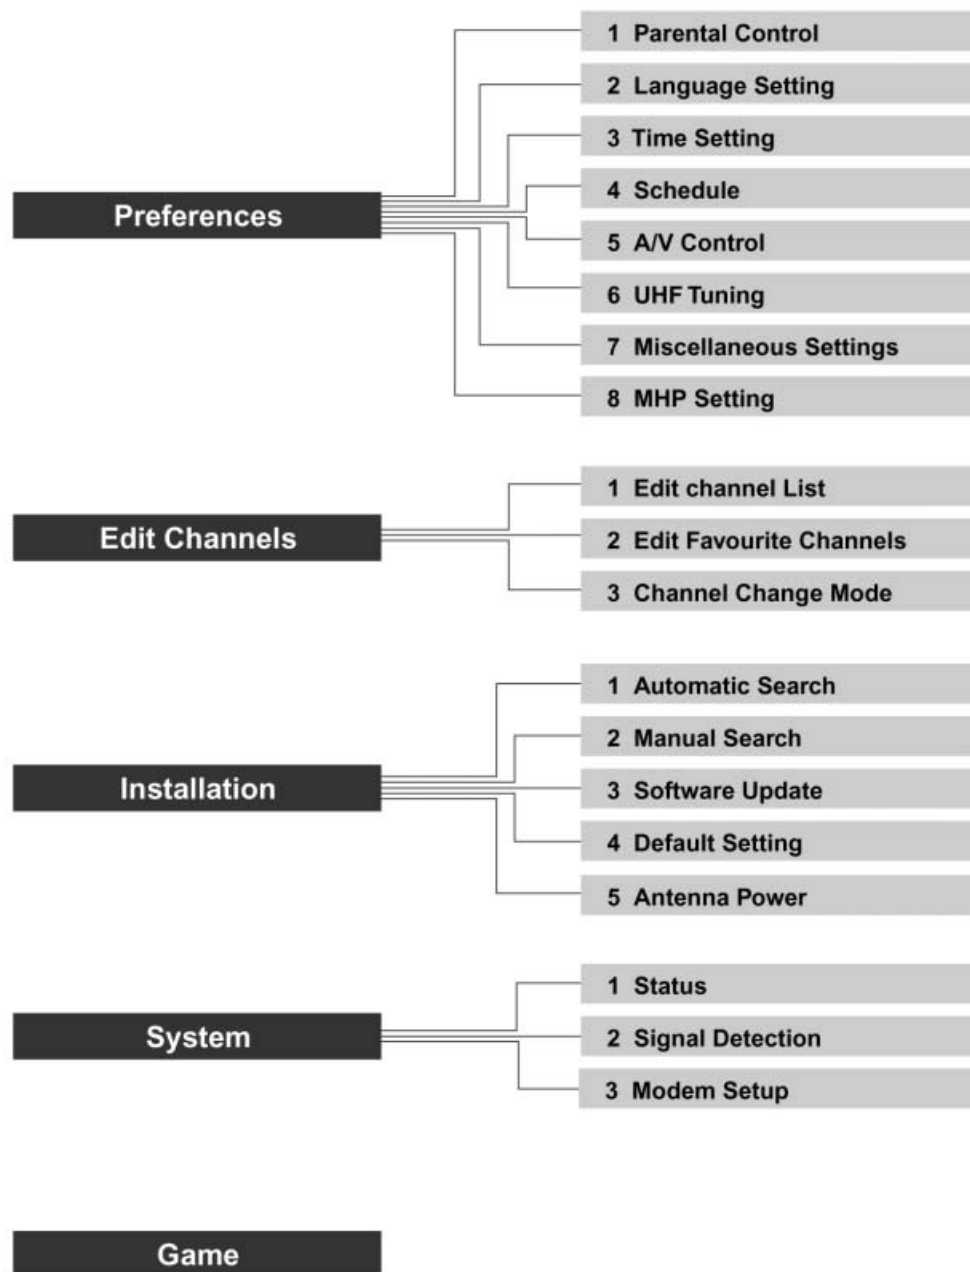 Preferences
1 Parental Control
2 Language Setting
3 Time Setting
4 Schedule
5 A/V Control
6 UHF Tuning
7 Miscellaneous Settings
8 MHP Setting
Edit Channels
1 Edit channel List
2 Edit Favourite Channels
3 Channel Change Mode
Installation
1 Automatic Search
2 Manual Search
3 Software Update
4 Default Setting
5 Antenna Power
System
1 Status
2 Signal Detection
3 Modem Setup
Game